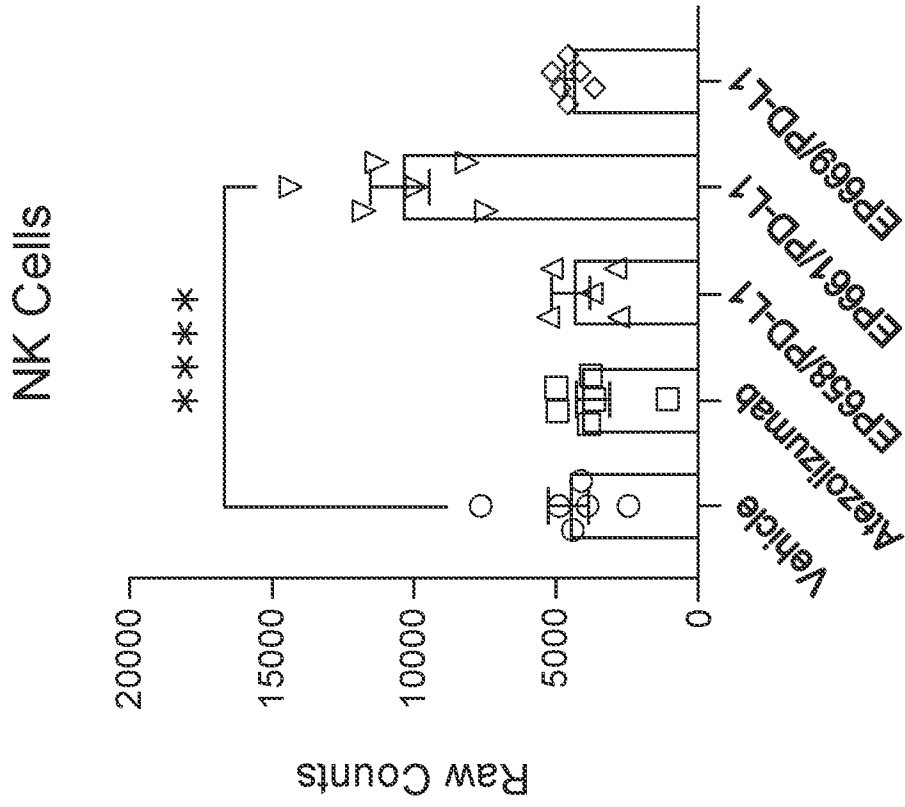 NK Cells
****
Raw Counts
20000
15000
10000
5000
0
Vehicle
Atezolizumab
EP658/PD-L1
EP661/PD-L1
EP669/PD-L1